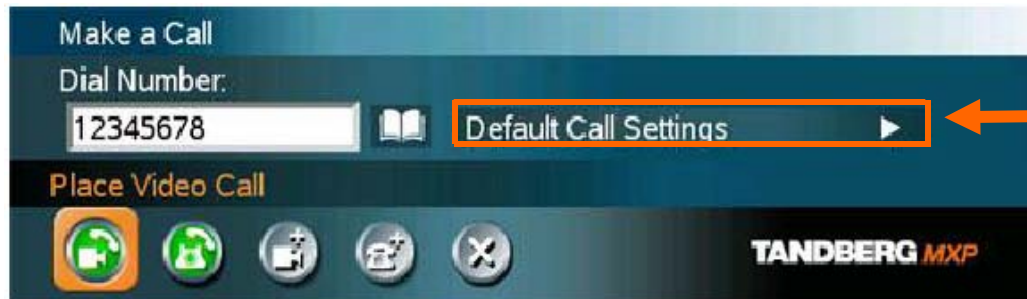 Make a Call
Dial Number:
12345678
Default Call Settings
Place Video Call
TANDBERG MXP